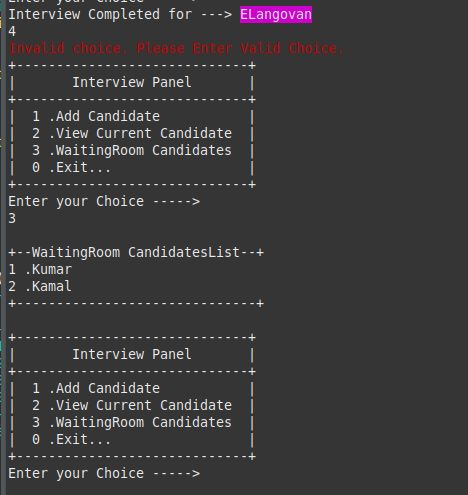 Enter your Choice ----->
Interview Completed for ---> ELangovan
4
Invalid choice. Please Enter Valid Choice.
+-----------------------------+
|       Interview Panel       |
+-----------------------------+
|  1 .Add Candidate           |
|  2 .View Current Candidate  |
|  3 .WaitingRoom Candidates  |
|  0 .Exit...                 |
+-----------------------------+
Enter your Choice ----->
3
+--WaitingRoom CandidatesList--+
1 .Kumar
2 .Kamal
+------------------------------+
+-----------------------------+
|       Interview Panel       |
+-----------------------------+
|  1 .Add Candidate           |
|  2 .View Current Candidate  |
|  3 .WaitingRoom Candidates  |
|  0 .Exit...                 |
+-----------------------------+
Enter your Choice ----->